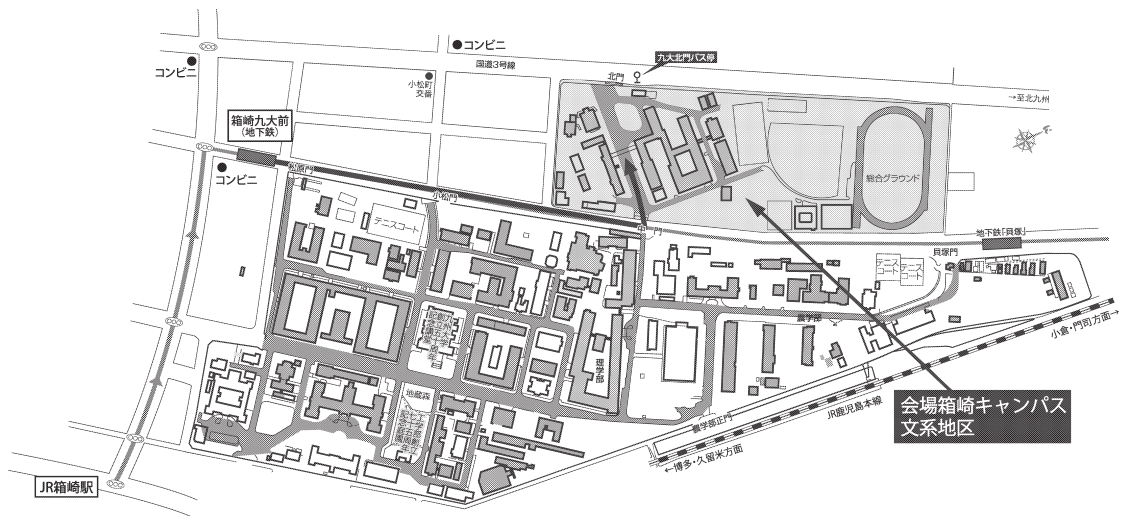 コンビニ
コンビニ
国道3号線
九大北門バス停
北門
小松町
交番
→至北九州
箱崎九大前
(地下鉄)
コンビニ
松原門
小松門
中門
テニスコート
総合グラウンド
地下鉄「貝塚」
貝塚門
テニス
コート
テニス
コート
農学部
小倉・門司方面→
理学部
地蔵森
会場箱崎キャンパス
文系地区
JR鹿児島本線
農学部正門
←博多・久留米方面
JR箱崎駅